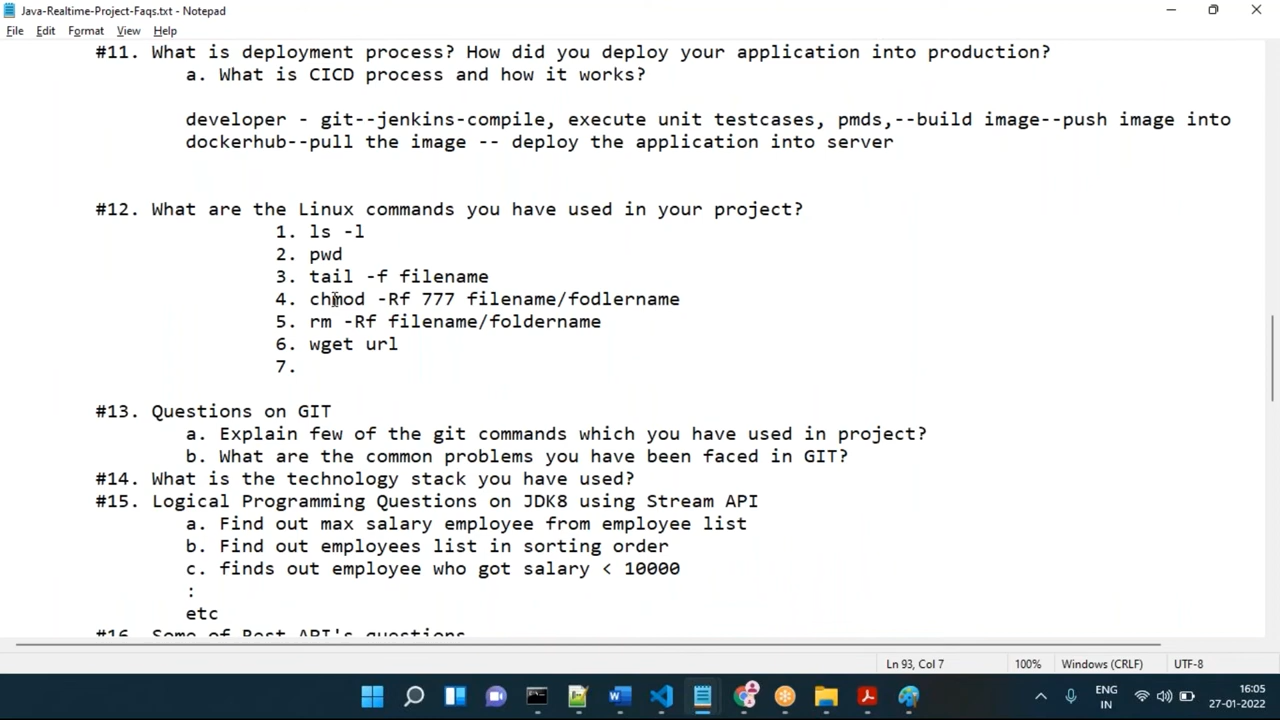 Java-Realtime-Project-Faqs.txt - Notepad
File Edit Format View Help
#11. What is deployment process? How did you deploy your application into production?
a. What is CICD process and how it works?
developer - git--jenkins-compile, execute unit testcases, pmds,--build image--push image into
dockerhub--pull the image -- deploy the application into server
#12. What are the Linux commands you have used in your project?
1. ls -l
2. pwd
3. tail -f filename
4. chmod -Rf 777 filename/fodlername
5. rm -Rf filename/foldername
6. wget url
7.
#13. Questions on GIT
a. Explain few of the git commands which you have used in project?
b. What are the common problems you have been faced in GIT?
#14. What is the technology stack you have used?
#15. Logical Programming Questions on JDK8 using Stream API
a. Find out max salary employee from employee list
b. Find out employees list in sorting order
c. finds out employee who got salary < 10000
:
etc
#16. Some of Rest API's questions
Ln 93, Col 7 100% Windows (CRLF) UTF-8
ENG 16:05
IN 27-01-2022